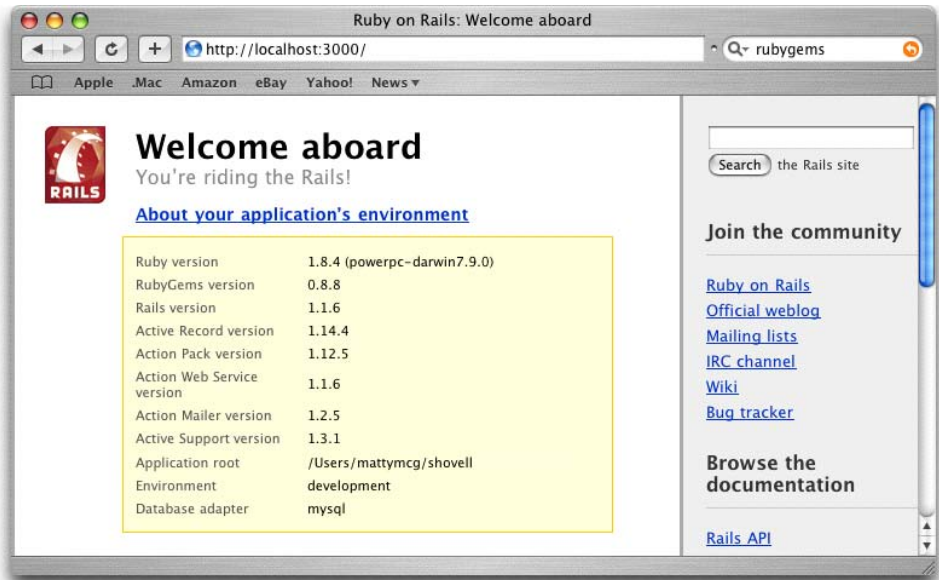 Ruby on Rails: Welcome aboard
http://localhost:3000/
rubygems
Apple .Mac Amazon eBay Yahoo! News
RAILS
Welcome aboard
You're riding the Rails!
About your application's environment
Ruby version 1.8.4 (powerpc-darwin7.9.0)
RubyGems version 0.8.8
Rails version 1.1.6
Active Record version 1.14.4
Action Pack version 1.12.5
Action Web Service
version 1.1.6
Action Mailer version 1.2.5
Active Support version 1.3.1
Application root /Users/mattymcg/shovell
Environment development
Database adapter mysql
Search the Rails site
Join the community
Ruby on Rails
Official weblog
Mailing lists
IRC channel
Wiki
Bug tracker
Browse the
documentation
Rails API